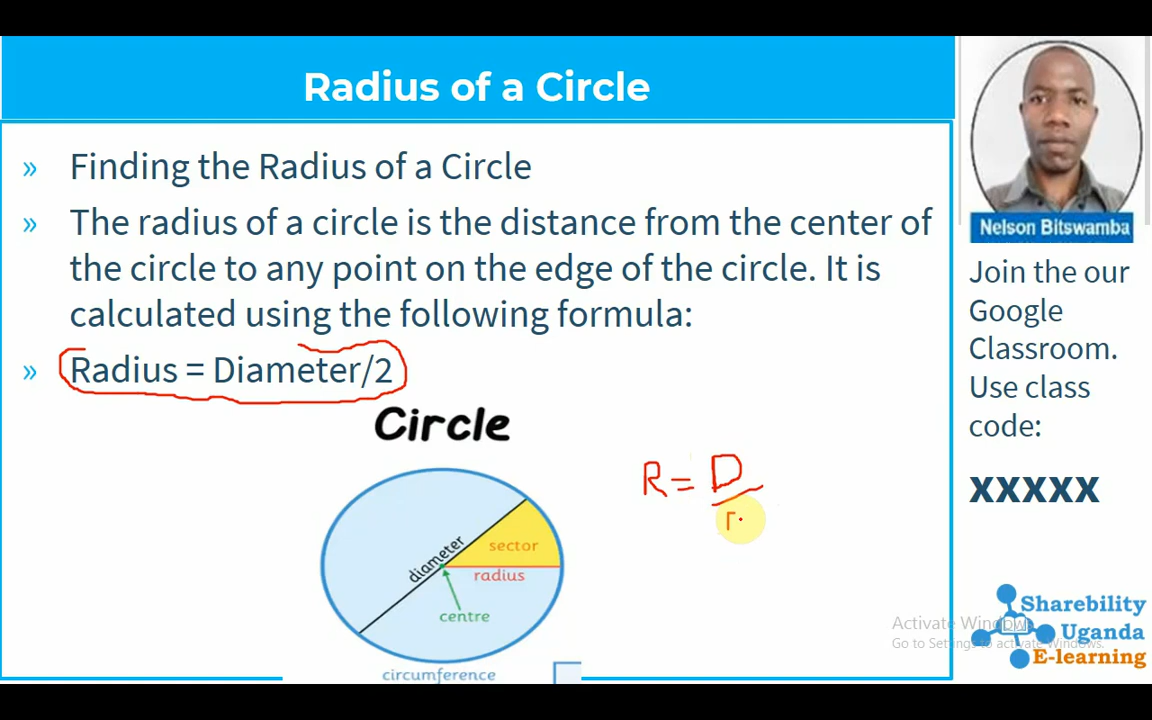 Radius of a Circle
» Finding the Radius of a Circle
» The radius of a circle is the distance from the center of
the circle to any point on the edge of the circle. It is
calculated using the following formula:
» Radius = Diameter/2
Circle
diameter
sector
radius
centre
circumference
R = D
Nelson Bitswamba
Join the our
Google
Classroom.
Use class
code:
XXXXX
Activate Windows
Go to Settings to activate Windows.
Sharebility
Uganda
E-learning